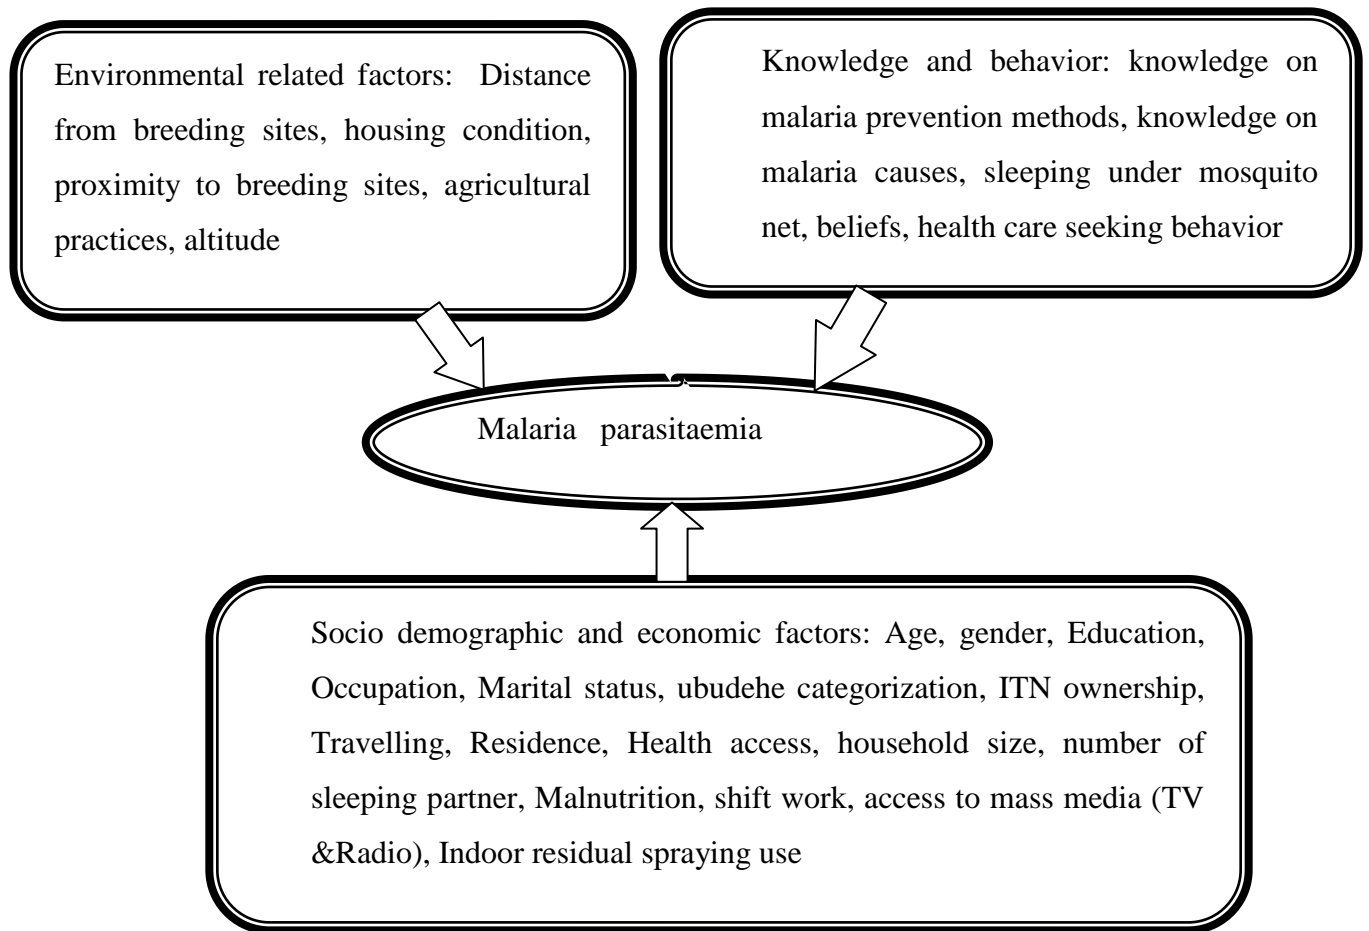 Environmental related factors: Distance
from breeding sites, housing condition,
proximity to breeding sites, agricultural
practices, altitude
Knowledge and behavior: knowledge on
malaria prevention methods, knowledge on
malaria causes, sleeping under mosquito
net, beliefs, health care seeking behavior
Malaria parasitaemia
Socio demographic and economic factors: Age, gender, Education,
Occupation, Marital status, ubudehe categorization, ITN ownership,
Travelling, Residence, Health access, household size, number of
sleeping partner, Malnutrition, shift work, access to mass media (TV
&Radio), Indoor residual spraying use